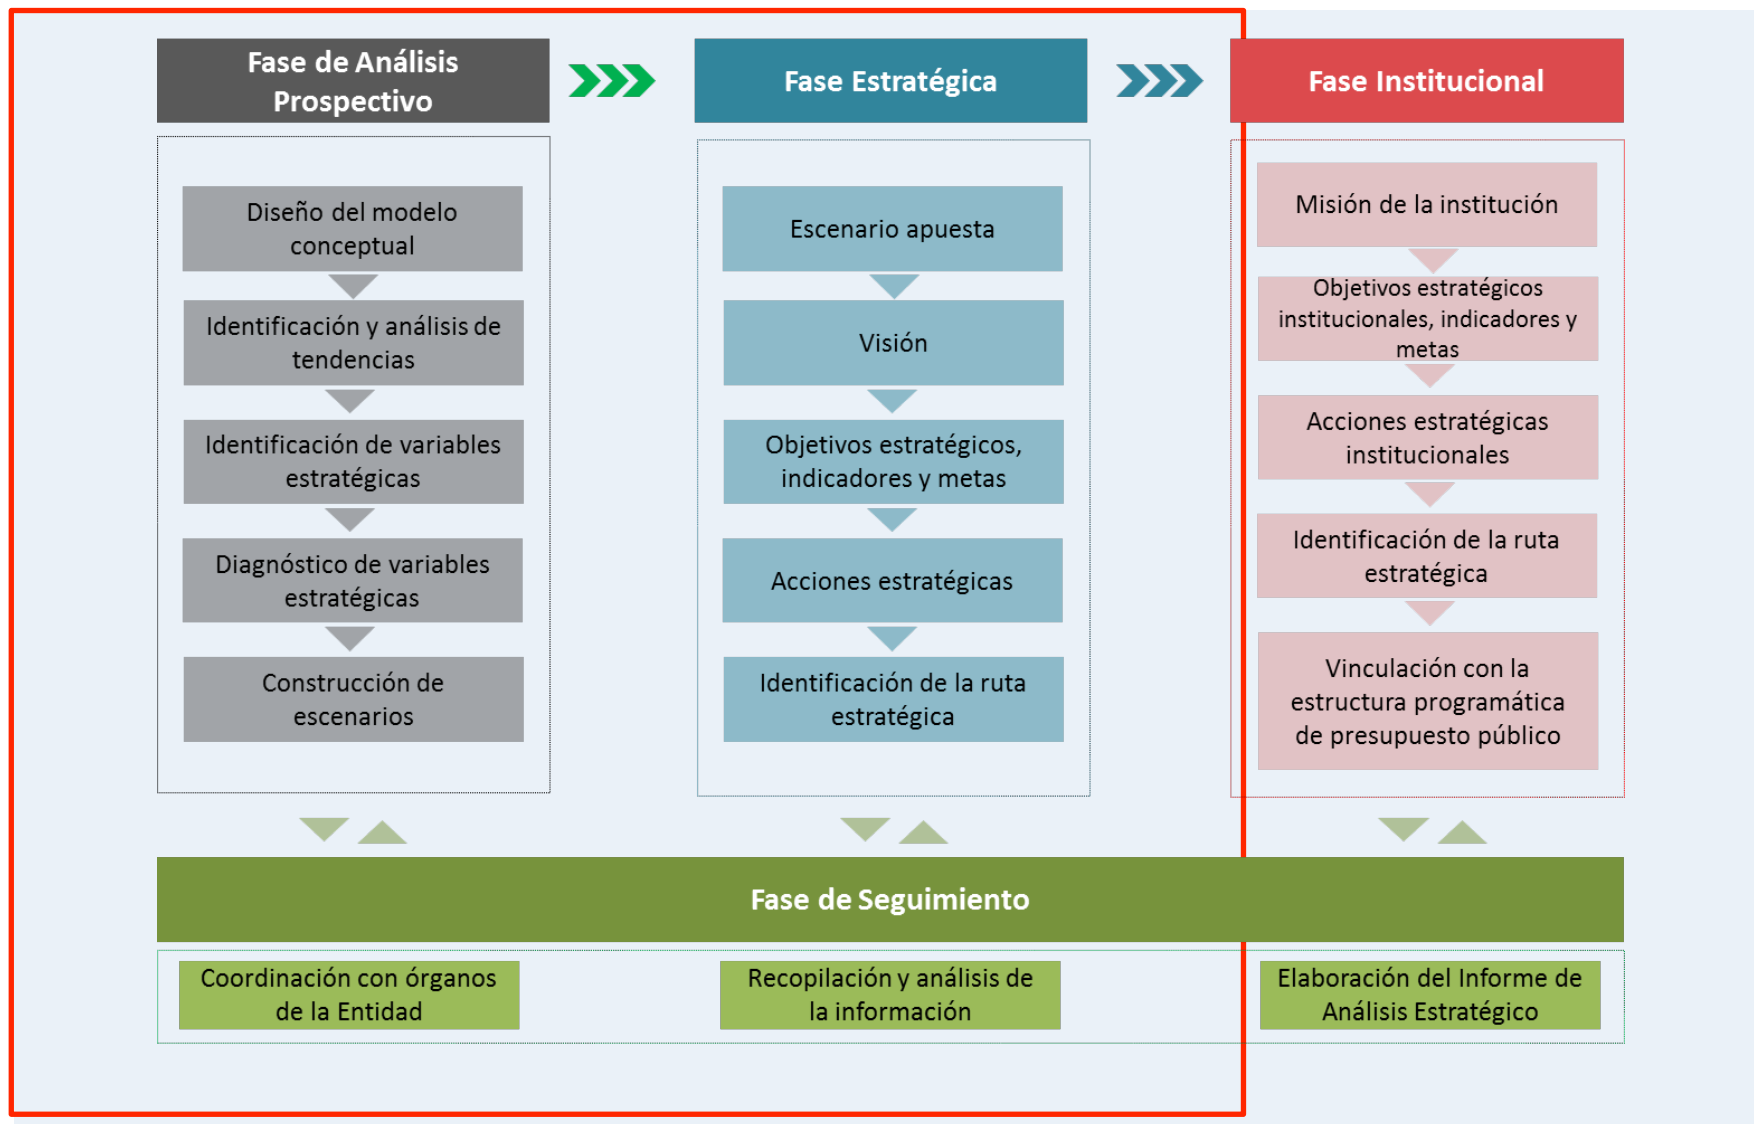 Fase de Análisis
Prospectivo
Diseño del modelo
conceptual
Identificación y análisis de
tendencias
Identificación de variables
estratégicas
Diagnóstico de variables
estratégicas
Construcción de
escenarios
Fase Estratégica
Escenario apuesta
Visión
Objetivos estratégicos,
indicadores y metas
Acciones estratégicas
Identificación de la ruta
estratégica
Fase Institucional
Misión de la institución
Objetivos estratégicos
institucionales, indicadores y
metas
Acciones estratégicas
institucionales
Identificación de la ruta
estratégica
Vinculación con la
estructura programática
de presupuesto público
Fase de Seguimiento
Coordinación con órganos
de la Entidad
Recopilación y análisis de
la información
Elaboración del Informe de
Análisis Estratégico